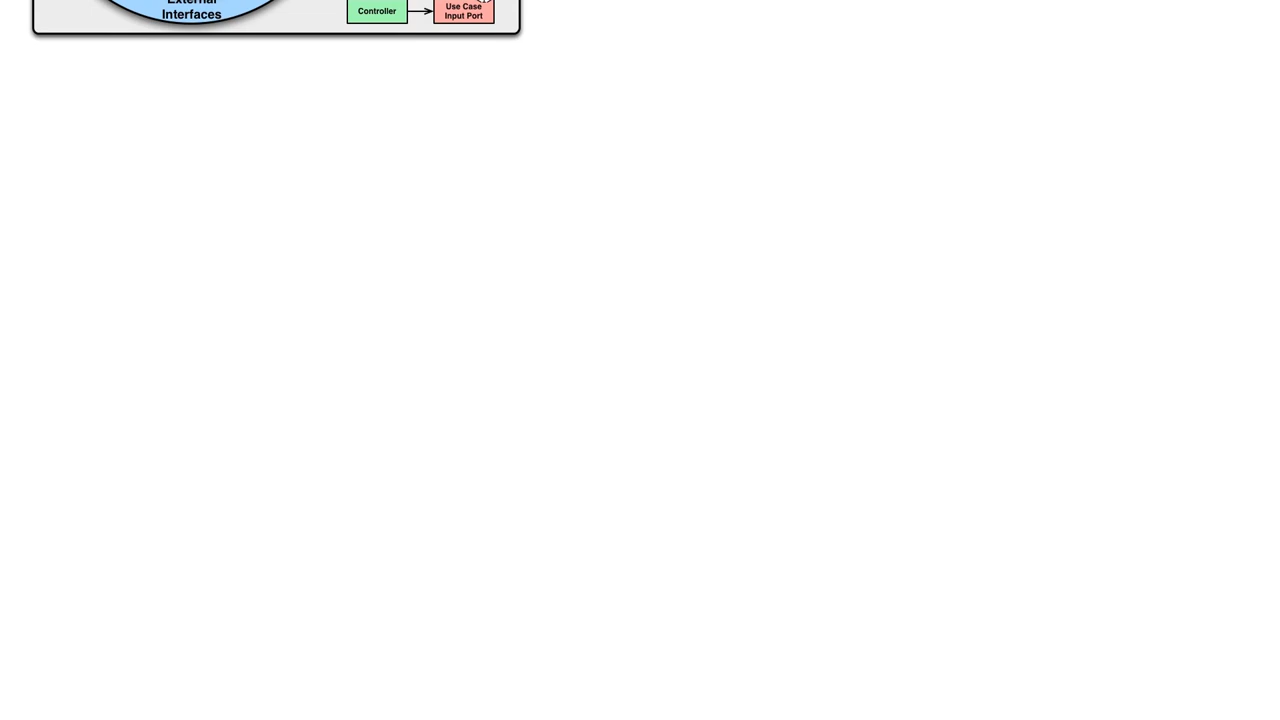 External
Interfaces
Controller
Use Case
Input Port